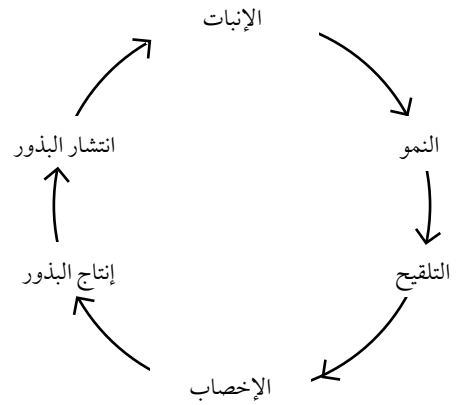 الإنبات
النمو
التلقيح
الإخصاب
إنتاج البذور
انتشار البذور